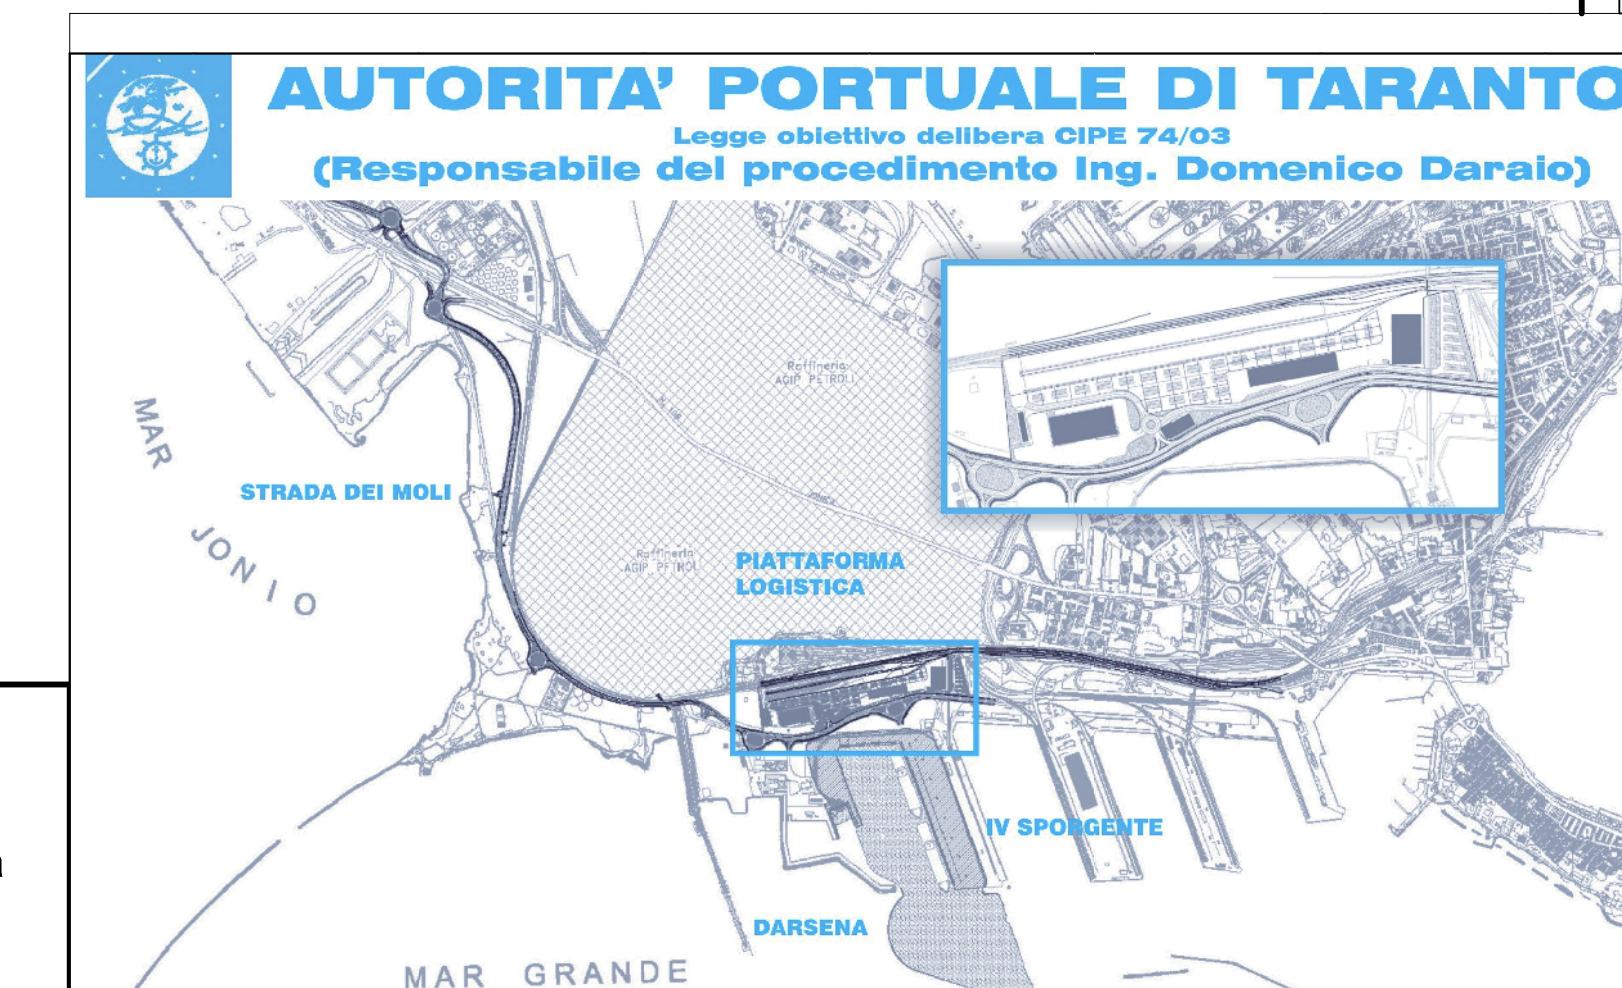 AUTORITA' PORTUALE DI TARANTO
Legge obiettivo delibera CIPE 74/03
(Responsabile del procedimento Ing. Domenico Daraio)
Raffineria
AGIP PETROLI
MAR
JONIO
STRADA DEI MOLI
Raffineria
AGIP PETROLI
PIATTAFORMA
LOGISTICA
IV SPORGENTE
DARSENA
MAR GRANDE